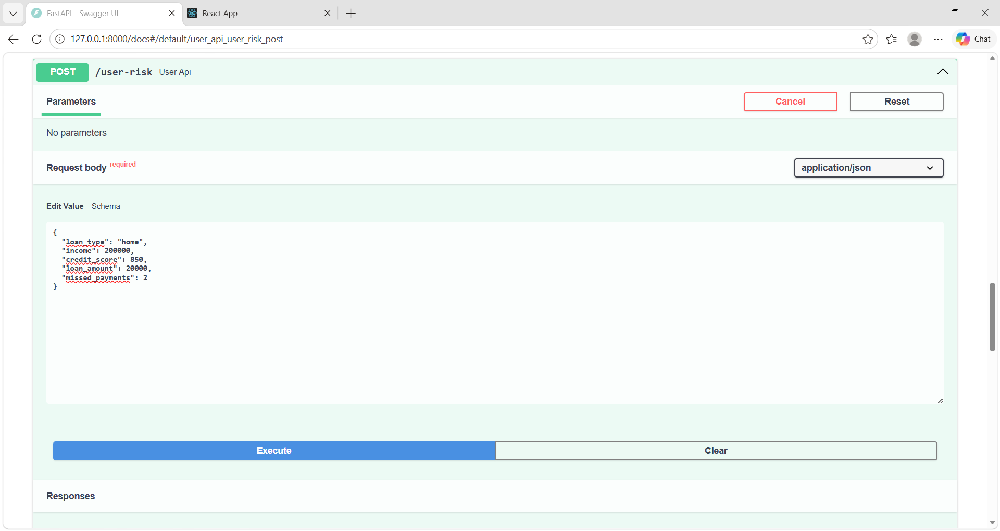 FastAPI - Swagger UI
React App
127.0.0.1:8000/docs#/default/user_api_user_risk_post
Chat
POST /user-risk User Api
Parameters
Cancel
Reset
No parameters
Request body required
application/json
Edit Value
Schema
{
"loan_type": "home",
"income": 200000,
"credit_score": 850,
"loan_amount": 20000,
"missed_payments": 2
}
Execute
Clear
Responses